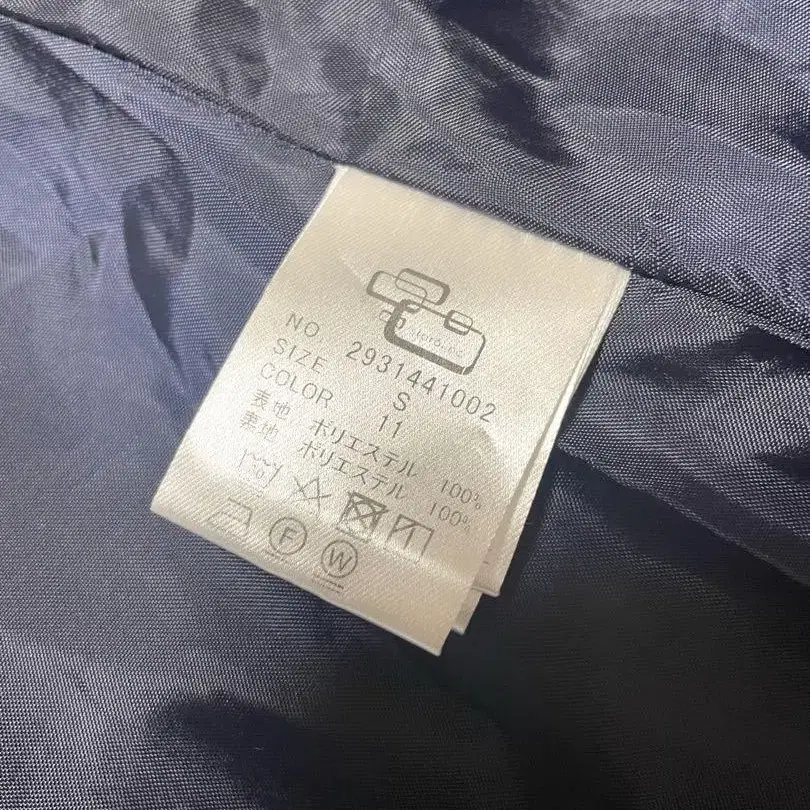 NO 2931441002
SIZE S
COLOR 11
表地 ポリエステル 100%
表地 ポリエステル 100%
F
W